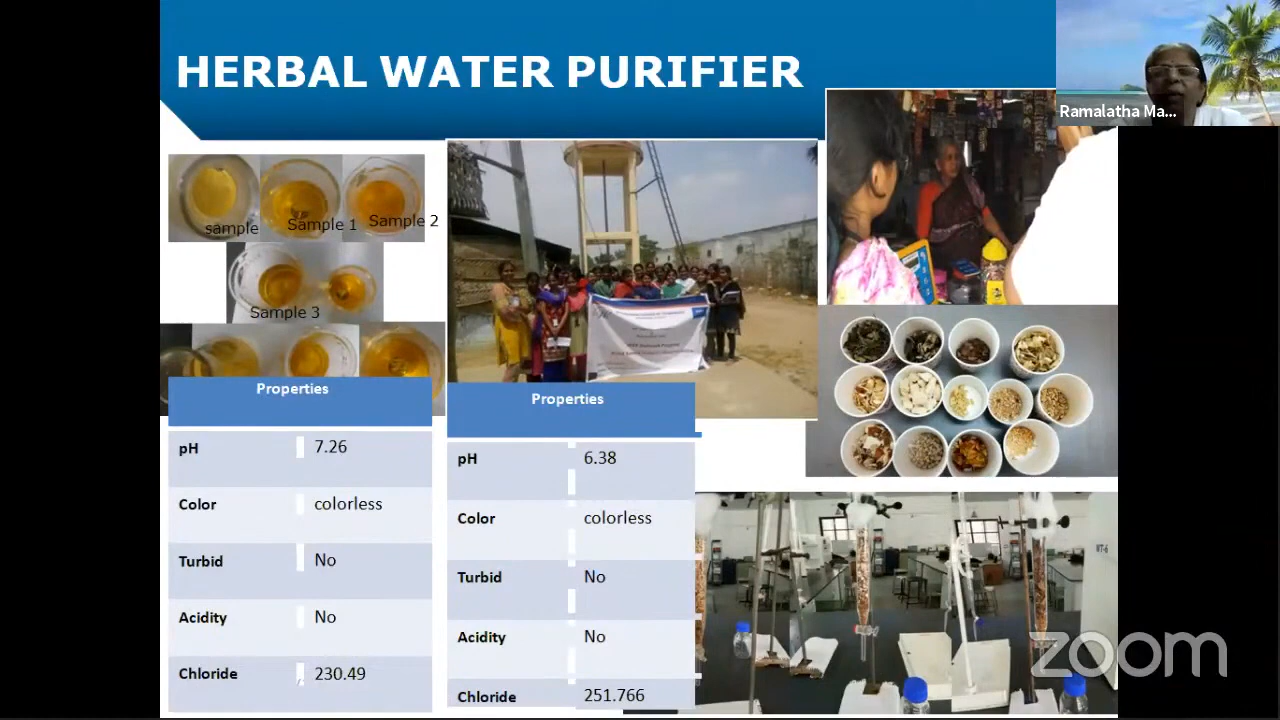 HERBAL WATER PURIFIER
Ramalatha Ma...
sample
Sample 1
Sample 2
Sample 3
Properties
pH 7.26
Color colorless
Turbid No
Acidity No
Chloride 230.49
Properties
pH 6.38
Color colorless
Turbid No
Acidity No
Chloride 251.766
WT-6
zoom